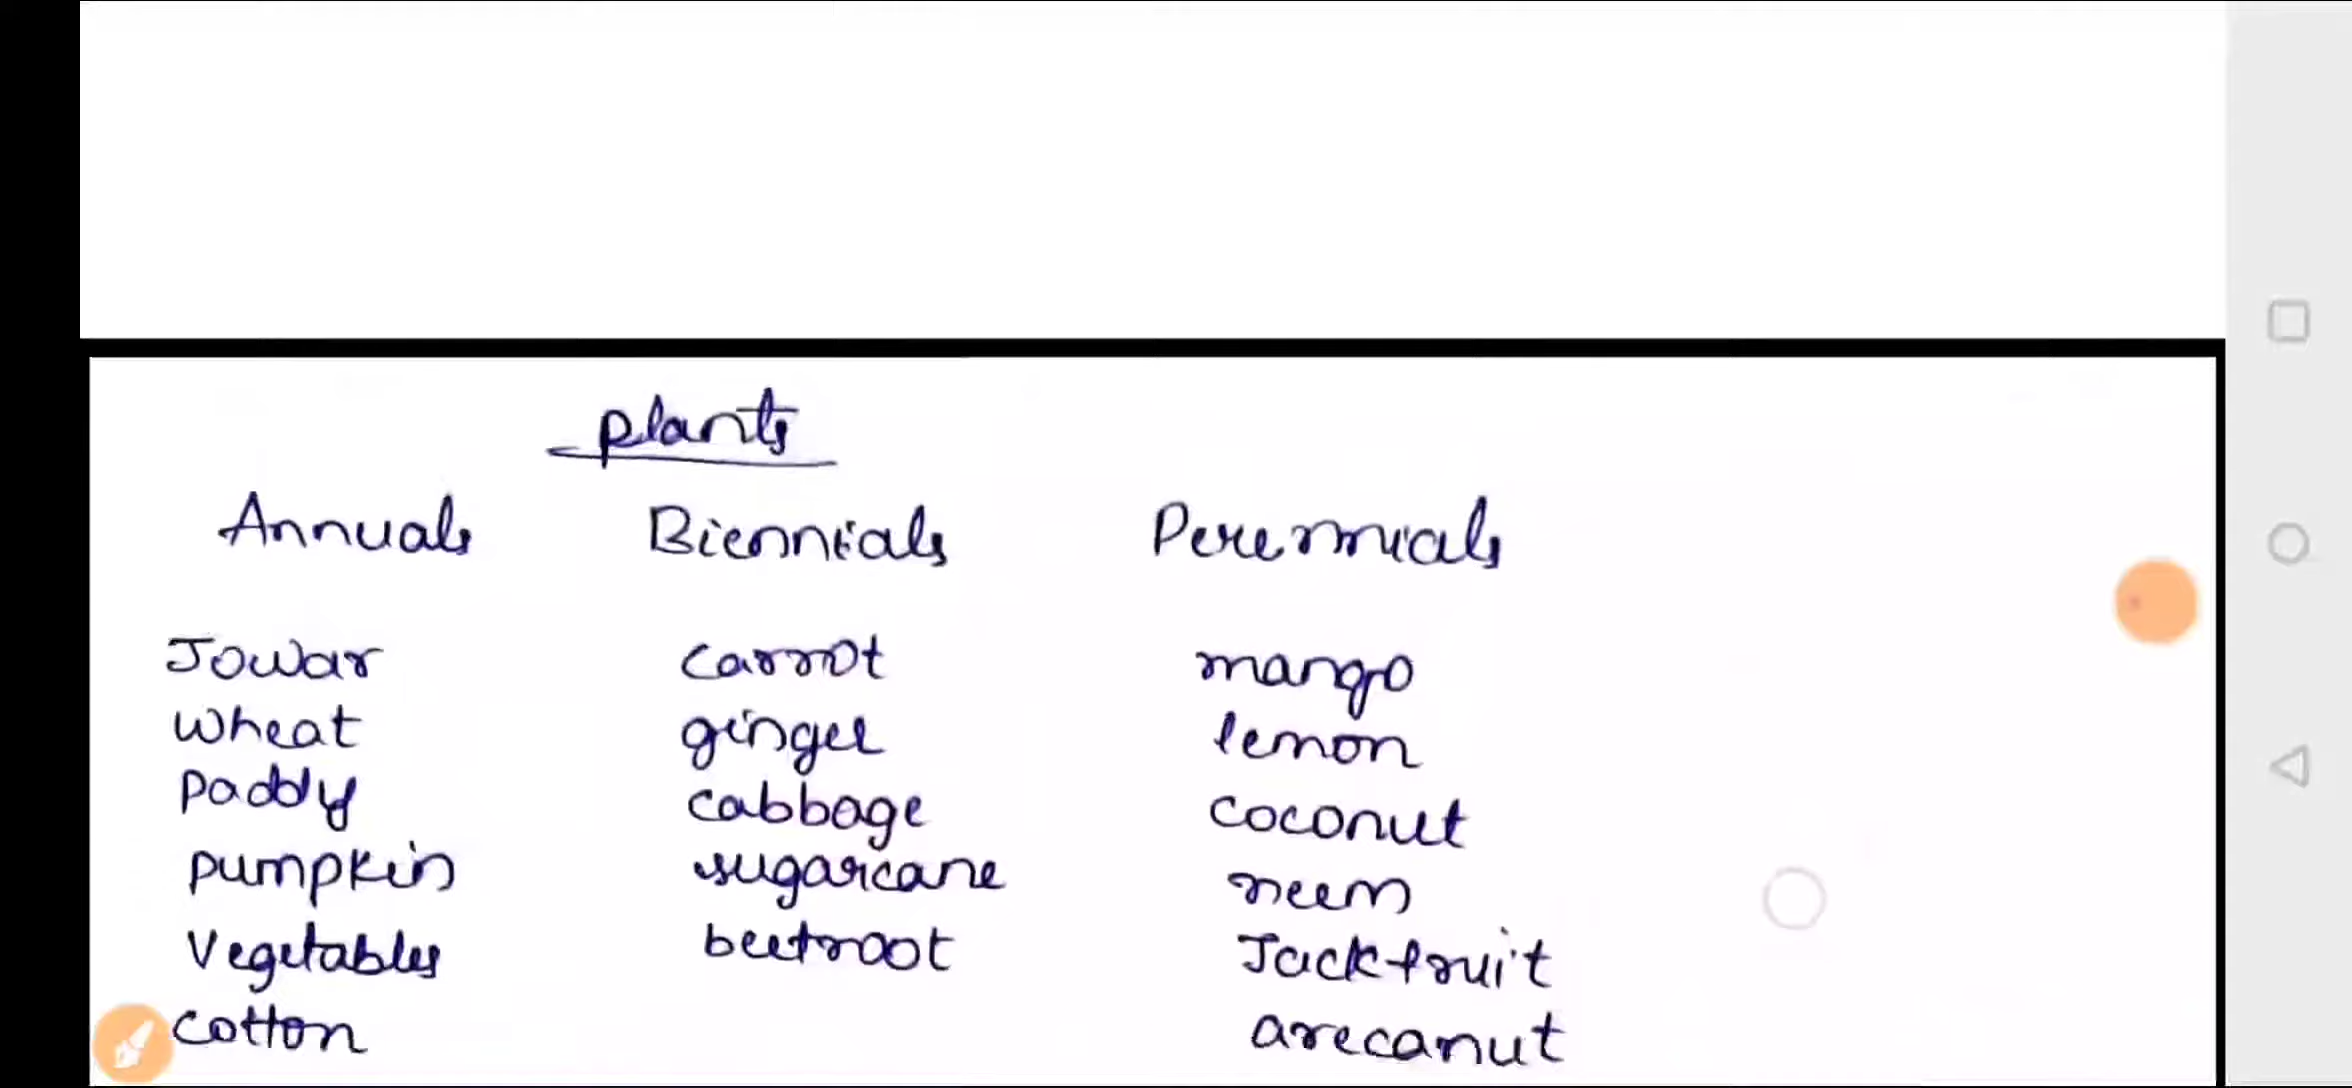 plants
Annuals Biennials Perennials
Jowar carrot mango
wheat ginger lemon
Paddy cabbage coconut
pumpkin sugarcane neem
Vegetables beetroot Jackfruit
cotton arecanut